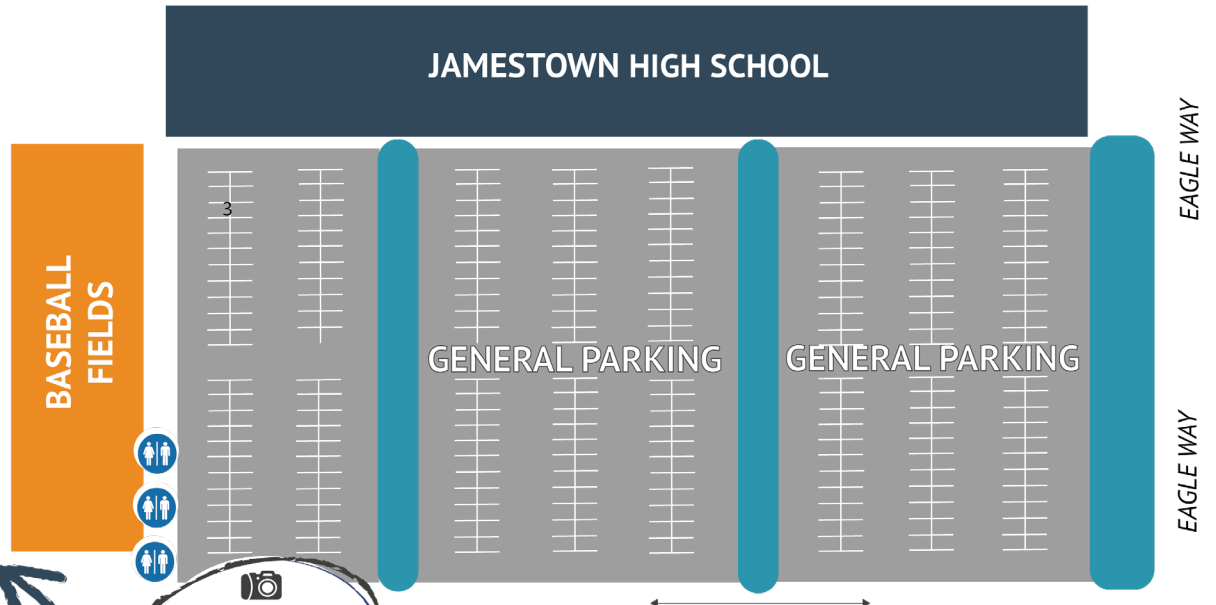 JAMESTOWN HIGH SCHOOL
EAGLE WAY
3
BASEBALL
FIELDS
GENERAL PARKING
GENERAL PARKING
EAGLE WAY